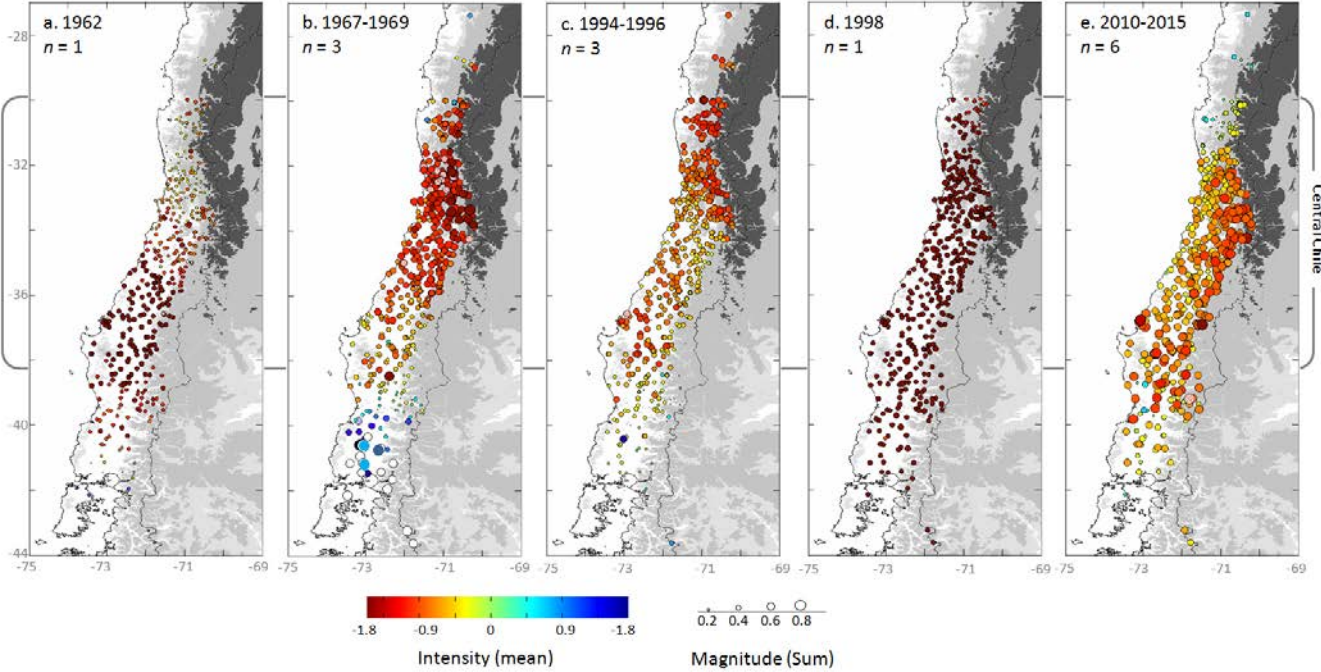 a. 1962
n = 1
b. 1967-1969
n = 3
c. 1994-1996
n = 3
d. 1998
n = 1
e. 2010-2015
n = 6
-28
-32
-36
-40
-44
Central Chile
-75 -73 -71 -69 -75 -73 -71 -69 -75 -73 -71 -69 -75 -73 -71 -69 -75 -73 -71 -69
-1.8 -0.9 0 0.9 -1.8
Intensity (mean)
0.2 0.4 0.6 0.8
Magnitude (Sum)